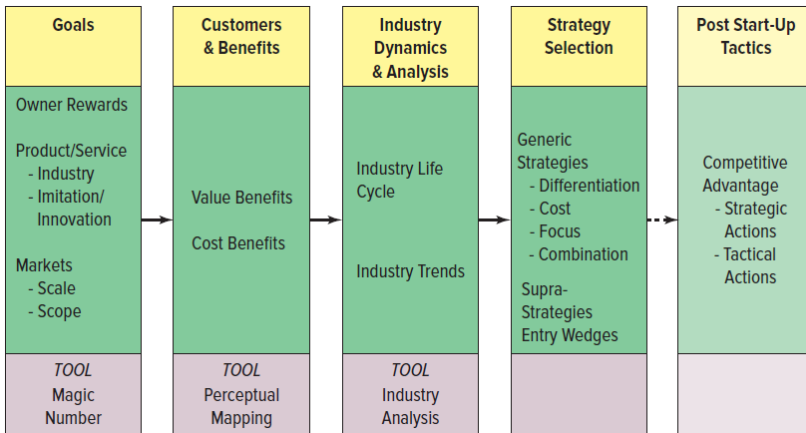 Goals
Owner Rewards
Product/Service
- Industry
- Imitation/
Innovation
Markets
- Scale
- Scope
TOOL
Magic
Number
Customers
& Benefits
Value Benefits
Cost Benefits
TOOL
Perceptual
Mapping
Industry
Dynamics
& Analysis
Industry Life
Cycle
Industry Trends
TOOL
Industry
Analysis
Strategy
Selection
Generic
Strategies
- Differentiation
- Cost
- Focus
- Combination
Supra-
Strategies
Entry Wedges
Post Start-Up
Tactics
Competitive
Advantage
- Strategic
Actions
- Tactical
Actions